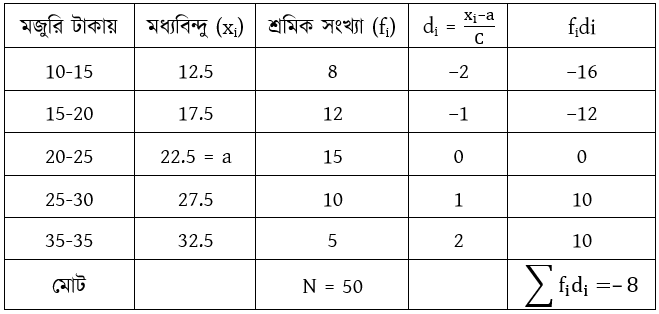 মজুরি টাকায় মধ্যবিন্দু (xᵢ) শ্রমিক সংখ্যা (fᵢ) dᵢ = xᵢ–a/C fᵢdi
10-15 12.5 8 –2 –16
15-20 17.5 12 –1 –12
20-25 22.5 = a 15 0 0
25-30 27.5 10 1 10
35-35 32.5 5 2 10
মোট N = 50 ∑ fᵢdᵢ =– 8